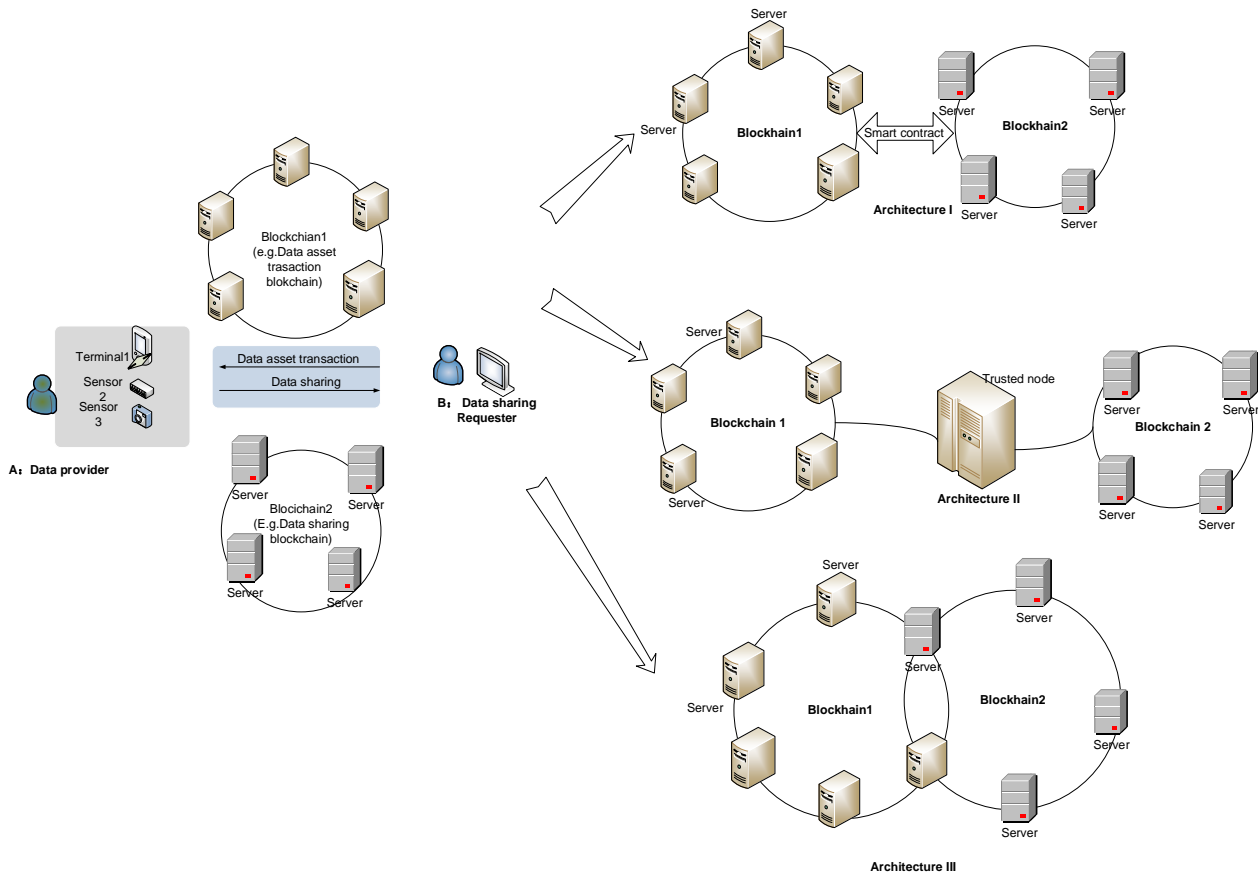 Blockchian1
(e.g.Data asset
trasaction
blokchain)
Terminal1
Sensor
2
Sensor
3
A：Data provider
Data asset transaction
Data sharing
B： Data sharing
Requester
Blocichain2
(E.g.Data sharing
blockchain)
Server
Server
Server
Server
Server
Server
Blockhain1
Smart contract
Blockhain2
Server
Server
Server
Server
Architecture I
Server
Server
Blockchain 1
Trusted node
Architecture II
Blockchain 2
Server
Server
Server
Server
Server
Server
Blockhain1
Blockhain2
Server
Server
Server
Server
Architecture III